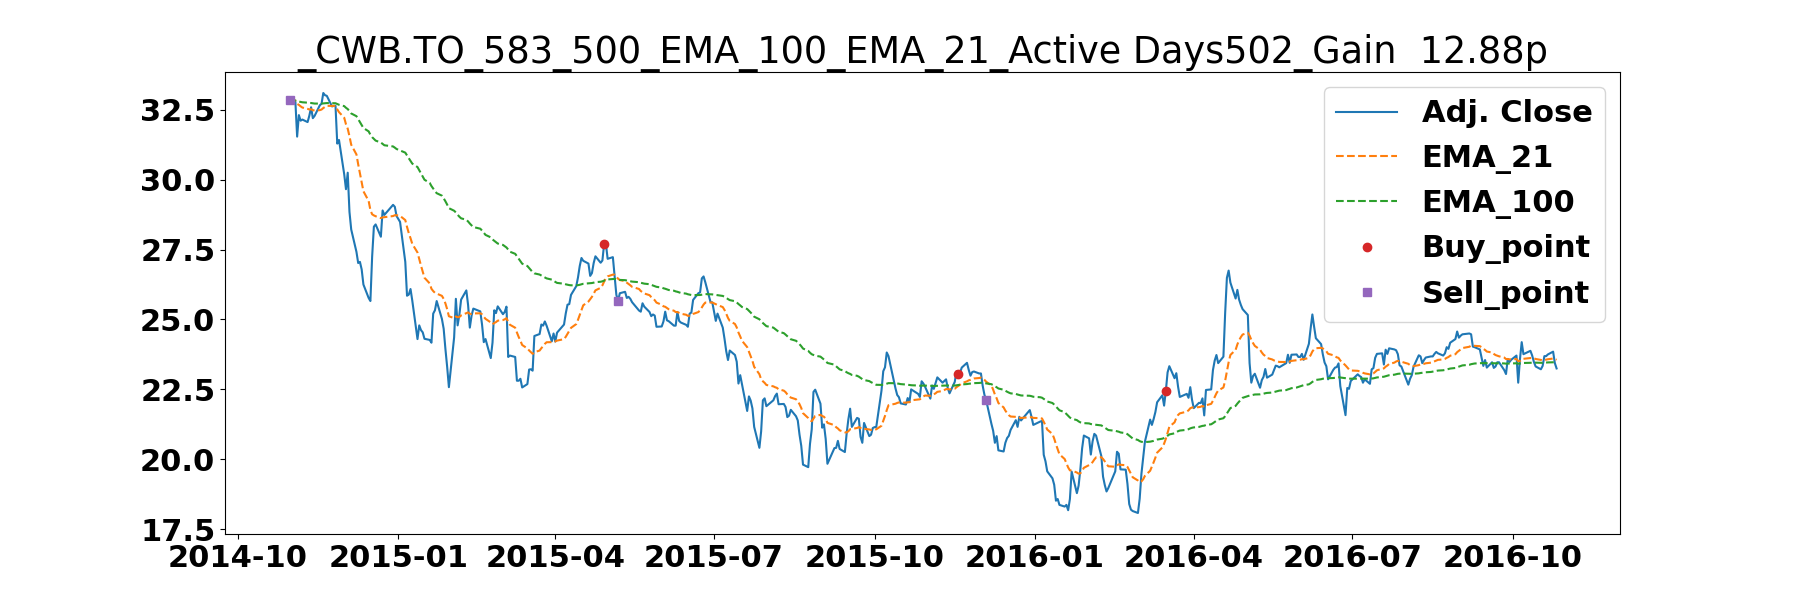 _CWB.TO_583_500_EMA_100_EMA_21_Active Days502_Gain  12.88p
32.5
30.0
27.5
25.0
22.5
20.0
17.5
Adj. Close
EMA_21
EMA_100
Buy_point
Sell_point
2014-10 2015-01 2015-04 2015-07 2015-10 2016-01 2016-04 2016-07 2016-10